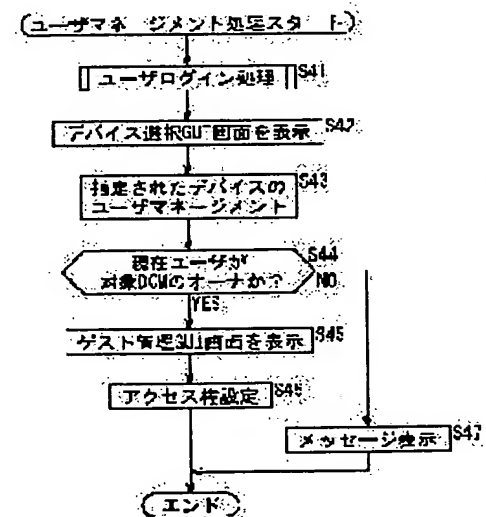 ユーザマネージメント処理スタート
ユーザログイン処理 S41
デバイス選択GUI画面を表示 S42
指定されたデバイスの S43
ユーザマネージメント
現在ユーザが S44
対象DCMのオーナか? NO
YES
ゲスト管理GUI画面を表示 S45
アクセス権設定 S46
メッセージ表示 S47
エンド